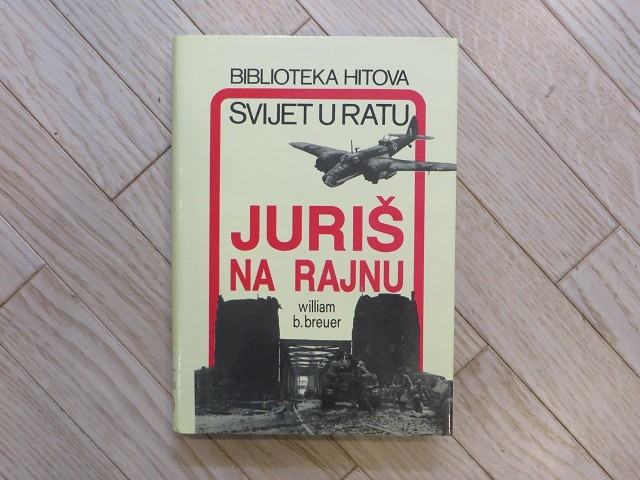 BIBLIOTEKA HITOVA
SVIJET U RATU
JURIŠ
NA RAJNU
william
b. breuer